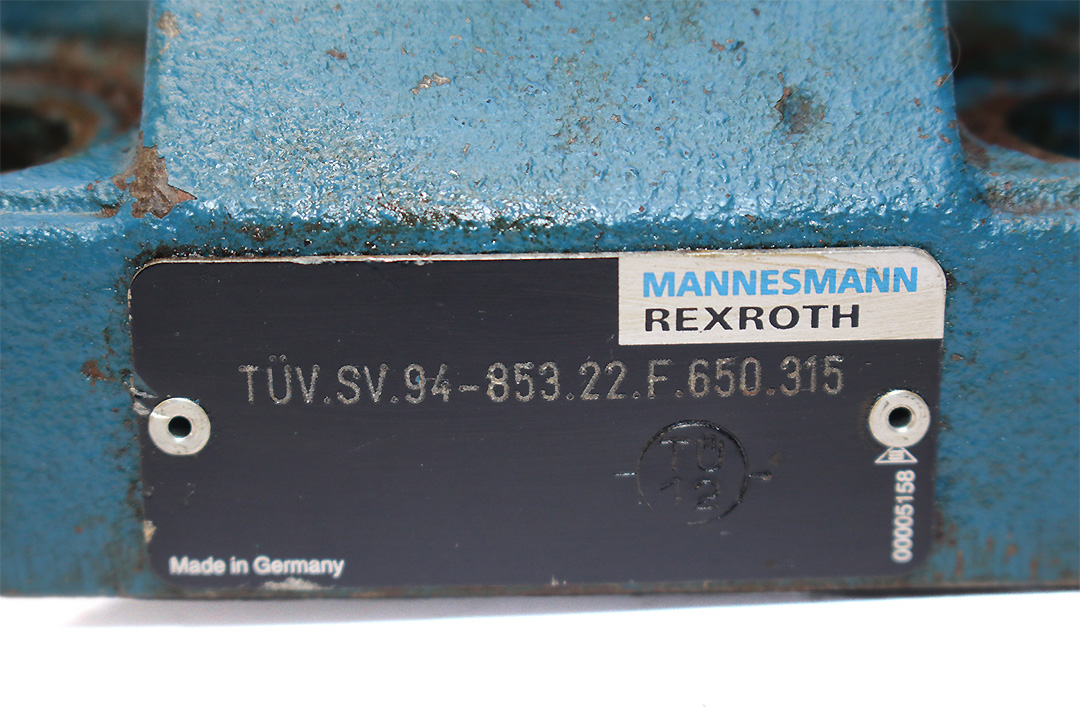 MANNESMANN
REXROTH
TÜV.SV.94-853.22.F.650.315
TÜ
12
00005158
Made in Germany